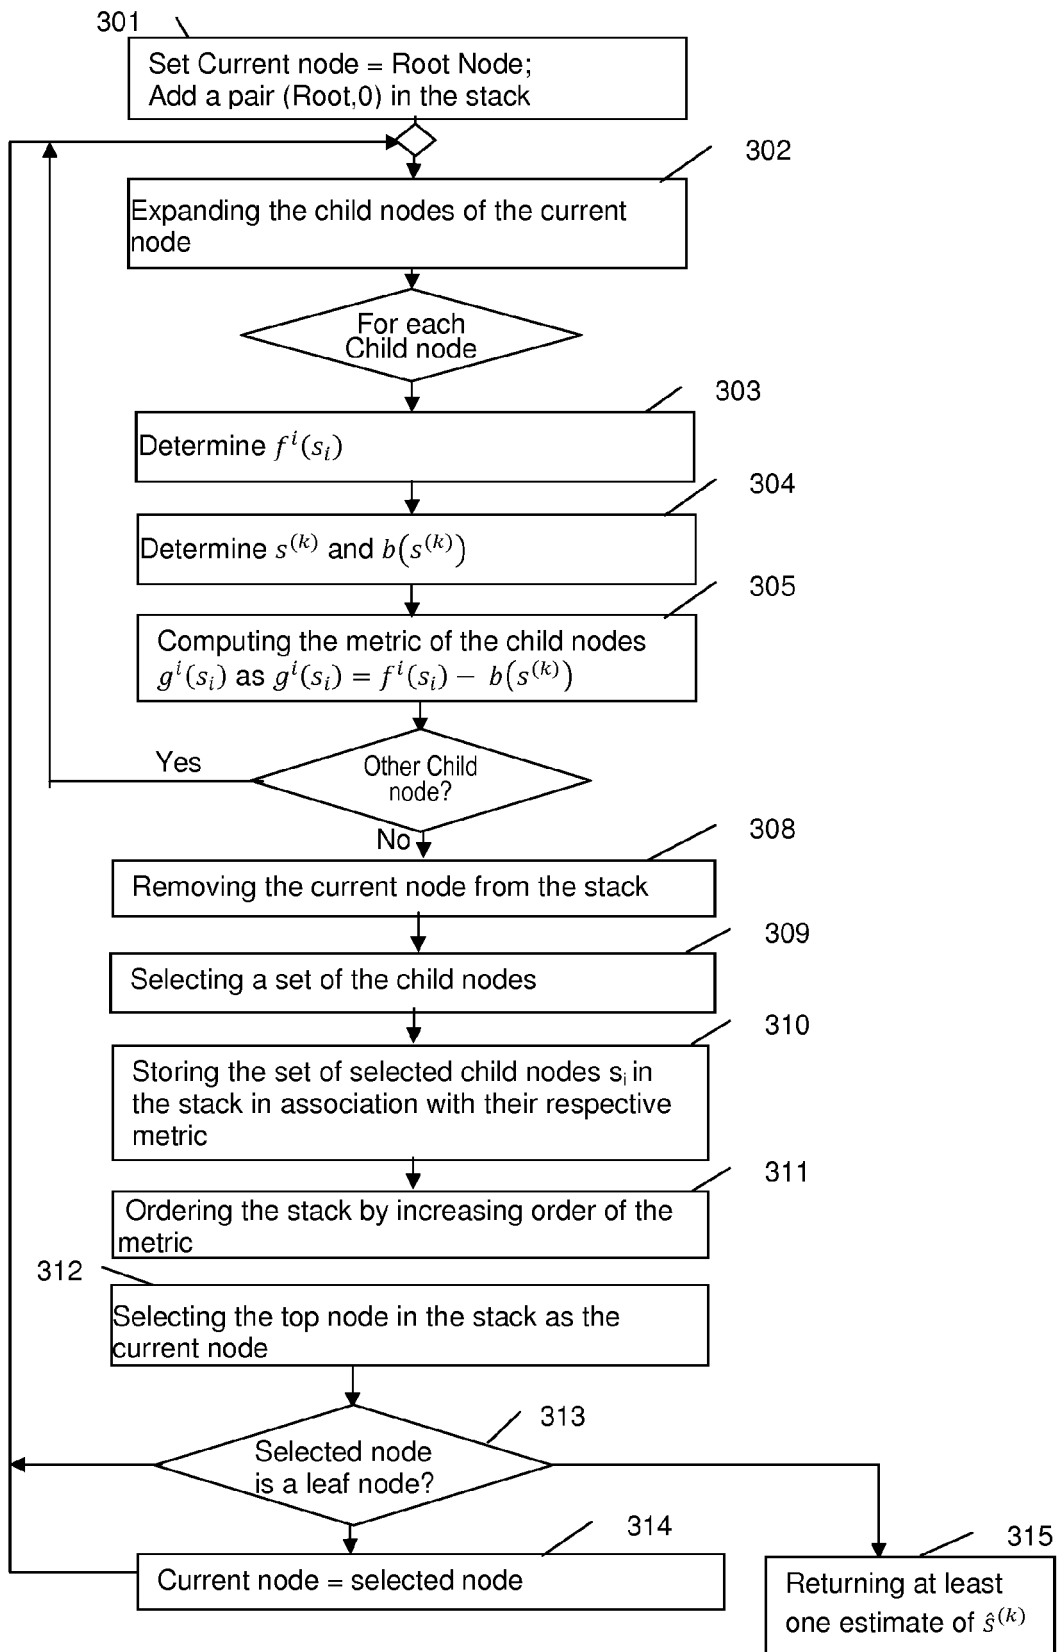 301
Set Current node = Root Node;
Add a pair (Root,0) in the stack
302
Expanding the child nodes of the current
node
For each
Child node
303
Determine f^i(s_i)
304
Determine s^(k) and b(s^(k))
305
Computing the metric of the child nodes
g^i(s_i) as g^i(s_i) = f^i(s_i) − b(s^(k))
Other Child
node?
Yes
No
308
Removing the current node from the stack
309
Selecting a set of the child nodes
310
Storing the set of selected child nodes s_i in
the stack in association with their respective
metric
311
Ordering the stack by increasing order of the
metric
312
Selecting the top node in the stack as the
current node
313
Selected node
is a leaf node?
314
Current node = selected node
315
Returning at least
one estimate of ŝ^(k)